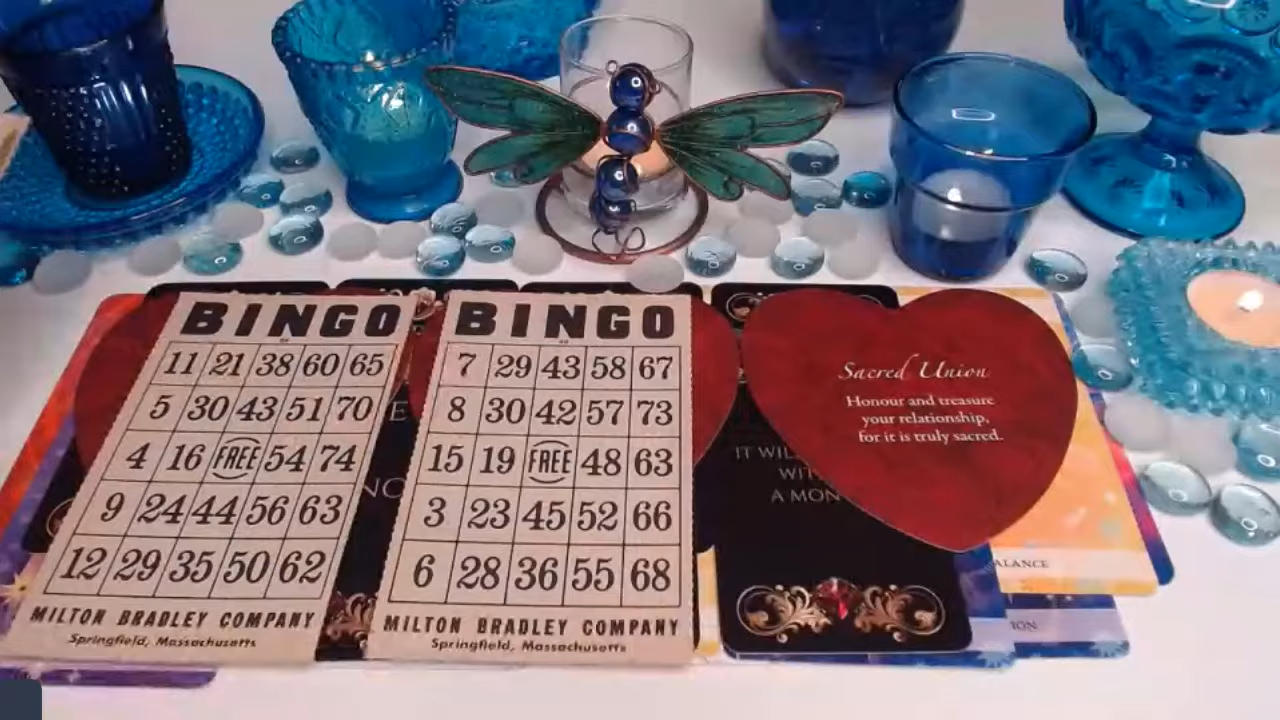 BINGO
11 21 38 60 65
5 30 43 51 70
4 16 FREE 54 74
9 24 44 56 63
12 29 35 50 62
MILTON BRADLEY COMPANY
Springfield, Massachusetts
BINGO
7 29 43 58 67
8 30 42 57 73
15 19 FREE 48 63
3 23 45 52 66
6 28 36 55 68
MILTON BRADLEY COMPANY
Springfield, Massachusetts
Sacred Union
Honour and treasure
your relationship,
for it is truly sacred.
IT WIL
WIT
A MON
ALANCE
ION